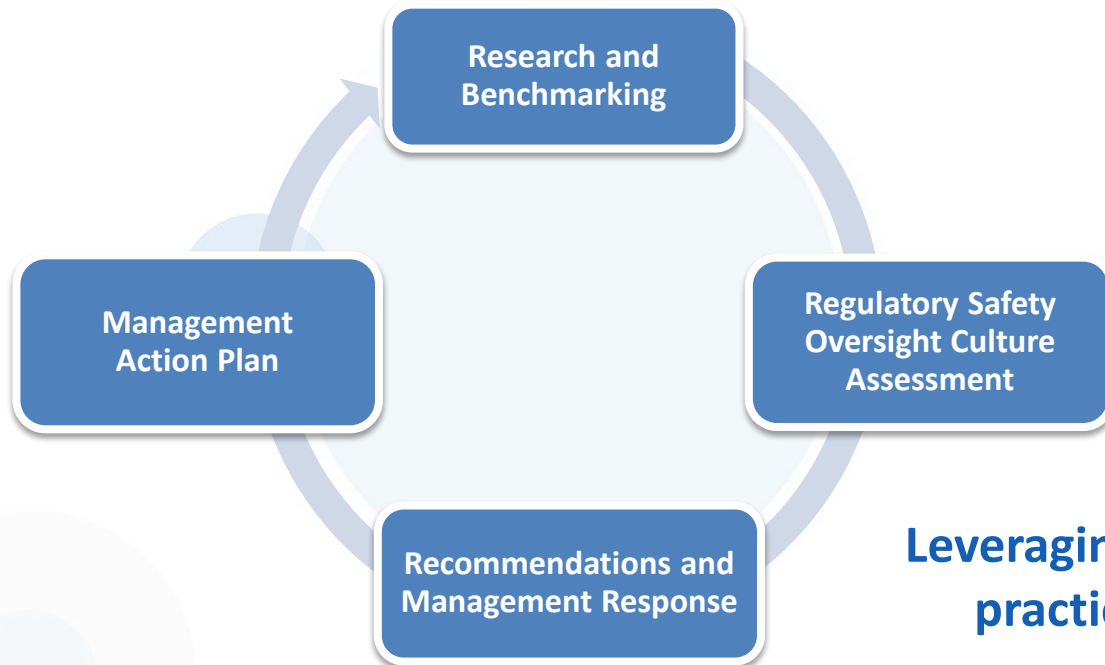 Research and
Benchmarking
Management
Action Plan
Regulatory Safety
Oversight Culture
Assessment
Recommendations and
Management Response